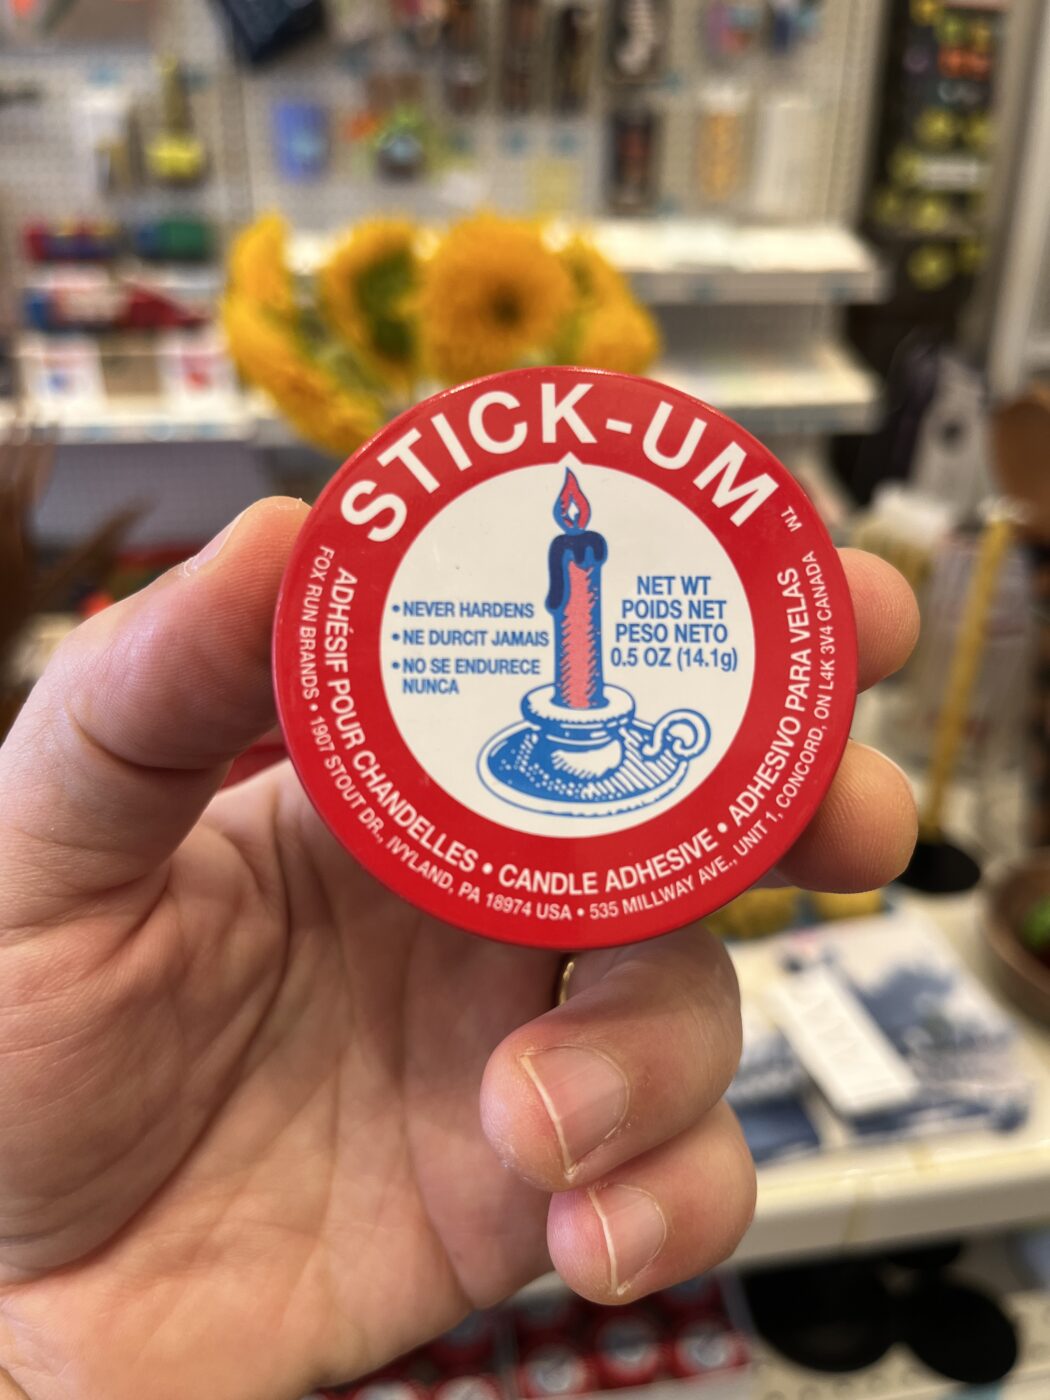 STICK-UM™
• NEVER HARDENS
• NE DURCIT JAMAIS
• NO SE ENDURECE
NUNCA
NET WT
POIDS NET
PESO NETO
0.5 OZ (14.1g)
ADHÉSIF POUR CHANDELLES • CANDLE ADHESIVE • ADHESIVO PARA VELAS
FOX RUN BRANDS • 1907 STOUT DR., IVYLAND, PA 18974 USA • 535 MILLWAY AVE., UNIT 1, CONCORD, ON L4K 3V4 CANADA